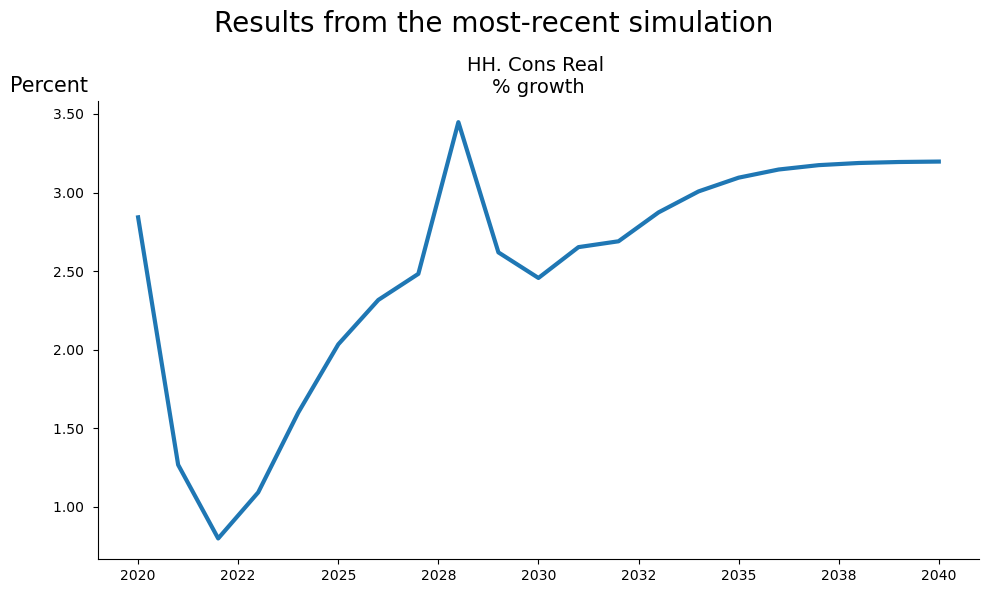 Results from the most-recent simulation
HH. Cons Real
% growth
Percent
3.50
3.00
2.50
2.00
1.50
1.00
2020 2022 2025 2028 2030 2032 2035 2038 2040